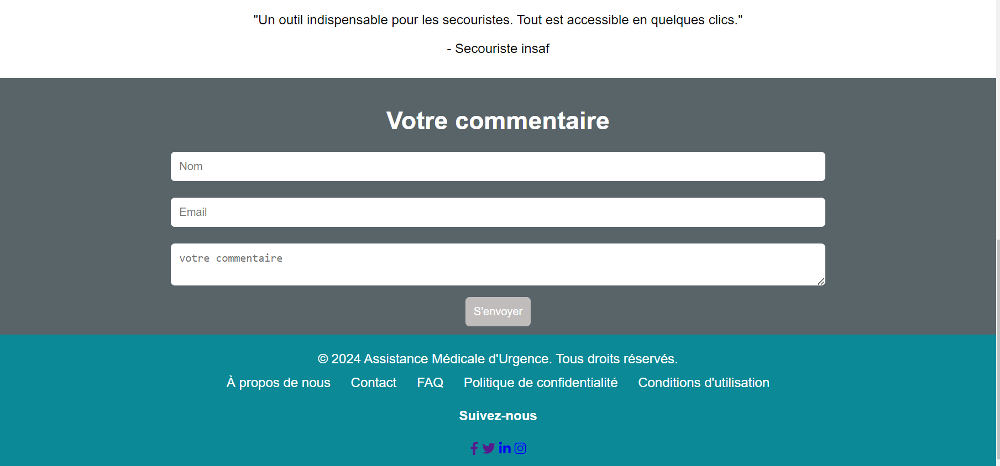 "Un outil indispensable pour les secouristes. Tout est accessible en quelques clics."
- Secouriste insaf
Votre commentaire
Nom
Email
votre commentaire
S'envoyer
© 2024 Assistance Médicale d'Urgence. Tous droits réservés.
À propos de nous Contact FAQ Politique de confidentialité Conditions d'utilisation
Suivez-nous